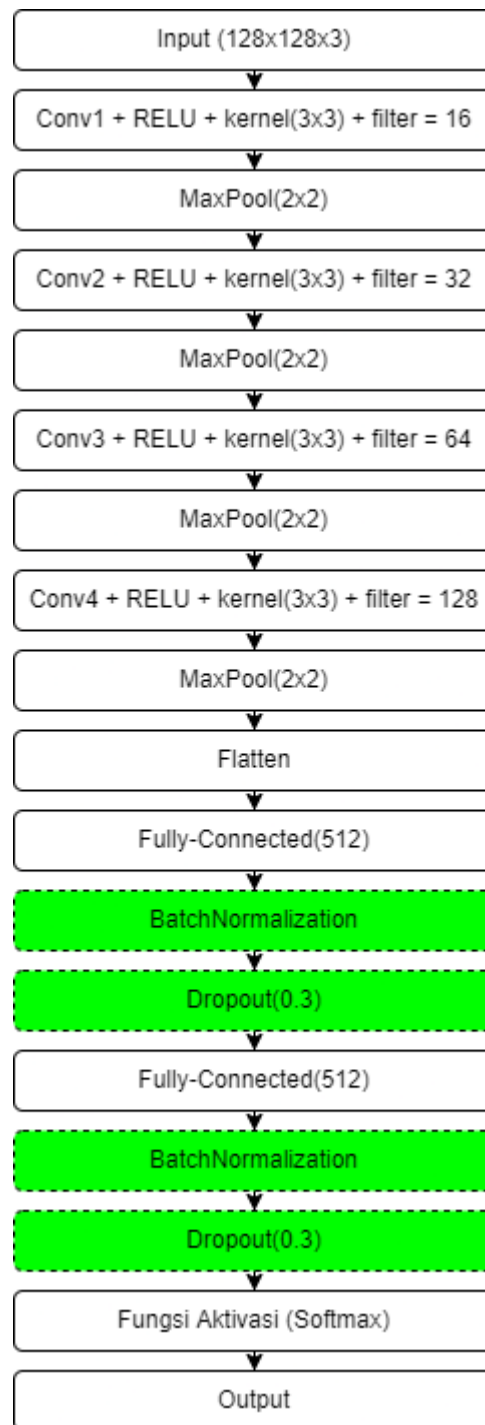 Input (128x128x3)
Conv1 + RELU + kernel(3x3) + filter = 16
MaxPool(2x2)
Conv2 + RELU + kernel(3x3) + filter = 32
MaxPool(2x2)
Conv3 + RELU + kernel(3x3) + filter = 64
MaxPool(2x2)
Conv4 + RELU + kernel(3x3) + filter = 128
MaxPool(2x2)
Flatten
Fully-Connected(512)
BatchNormalization
Dropout(0.3)
Fully-Connected(512)
BatchNormalization
Dropout(0.3)
Fungsi Aktivasi (Softmax)
Output